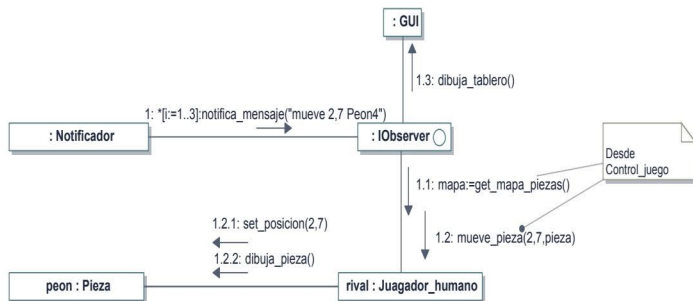 : GUI
1.3: dibuja_tablero()
1: *[i:=1..3]:notifica_mensaje("mueve 2,7 Peon4")
: Notificador
: IObserver
Desde
Control_juego
1.1: mapa:=get_mapa_piezas()
1.2.1: set_posicion(2,7)
1.2: mueve_pieza(2,7,pieza)
1.2.2: dibuja_pieza()
peon : Pieza
rival : Juagador_humano